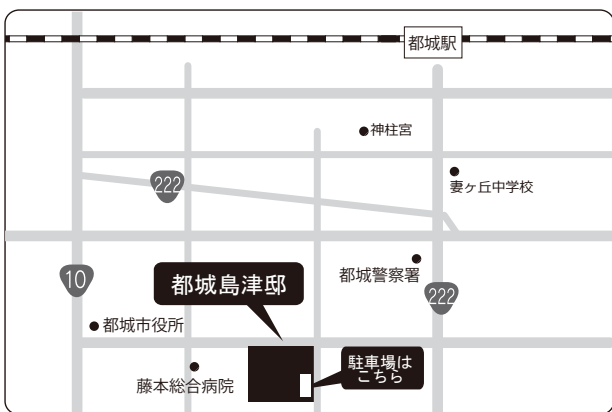 都城駅
神柱宮
222
妻ヶ丘中学校
10
都城島津邸
都城警察署
222
都城市役所
駐車場は
こちら
藤本総合病院